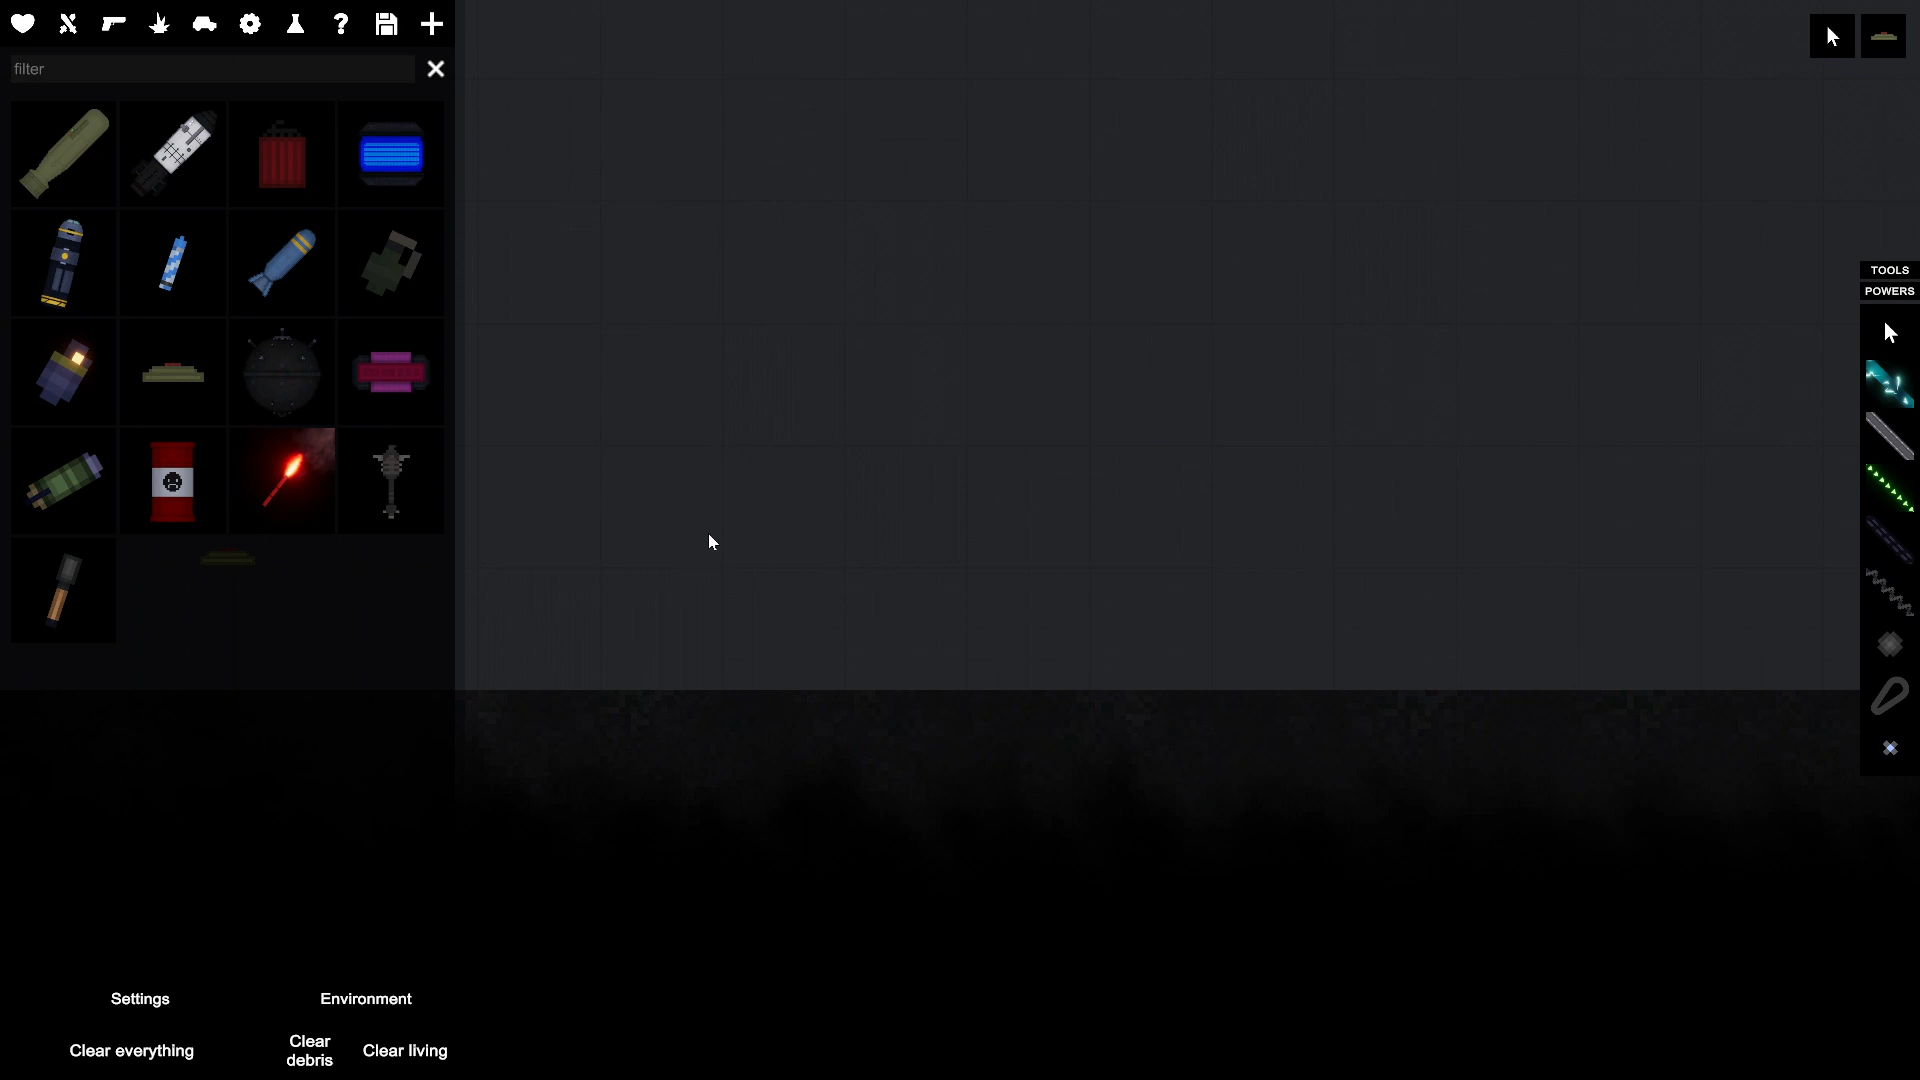 filter
TOOLS
POWERS
Settings
Environment
Clear everything
Clear
debris
Clear living